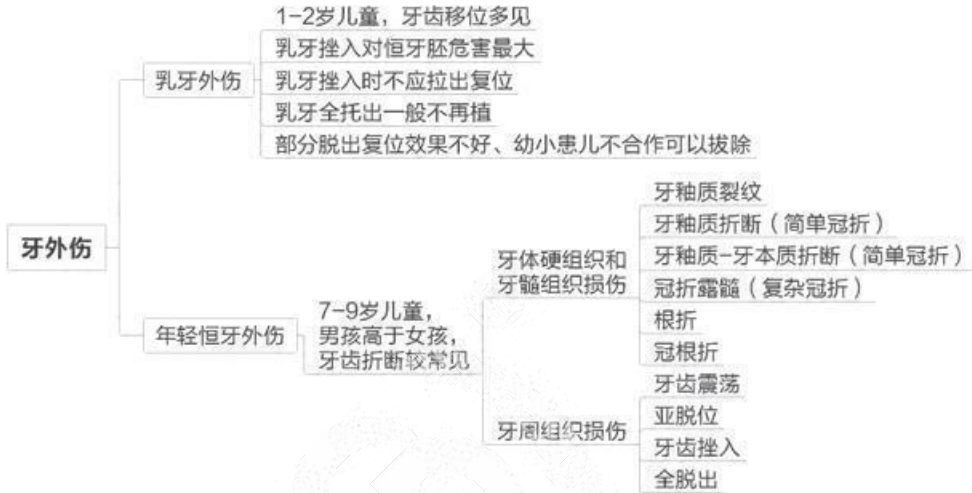 牙外伤
乳牙外伤
1-2岁儿童，牙齿移位多见
乳牙挫入对恒牙胚危害最大
乳牙挫入时不应拉出复位
乳牙全托出一般不再植
部分脱出复位效果不好、幼小患儿不合作可以拔除
年轻恒牙外伤
7-9岁儿童，
男孩高于女孩，
牙齿折断较常见
牙体硬组织和
牙髓组织损伤
牙釉质裂纹
牙釉质折断（简单冠折）
牙釉质-牙本质折断（简单冠折）
冠折露髓（复杂冠折）
根折
冠根折
牙周组织损伤
牙齿震荡
亚脱位
牙齿挫入
全脱出